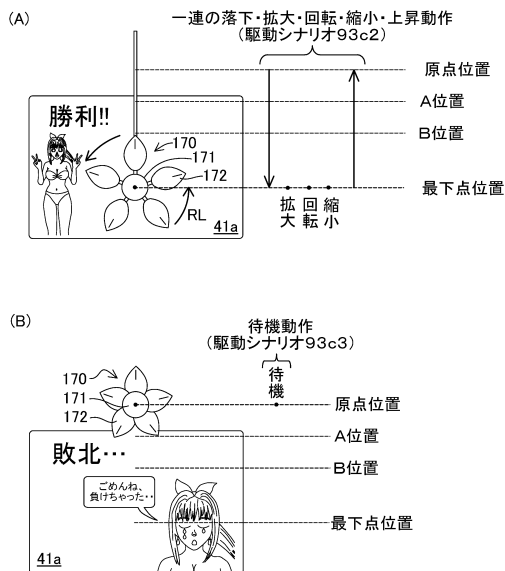 (A)
一連の落下・拡大・回転・縮小・上昇動作
(駆動シナリオ93c2)
原点位置
A位置
B位置
最下点位置
勝利!!
170
171
172
RL
41a
拡大
回転
縮小
(B)
待機動作
(駆動シナリオ93c3)
待機
170
171
172
原点位置
A位置
B位置
最下点位置
敗北…
ごめんね、
負けちゃった‥
41a